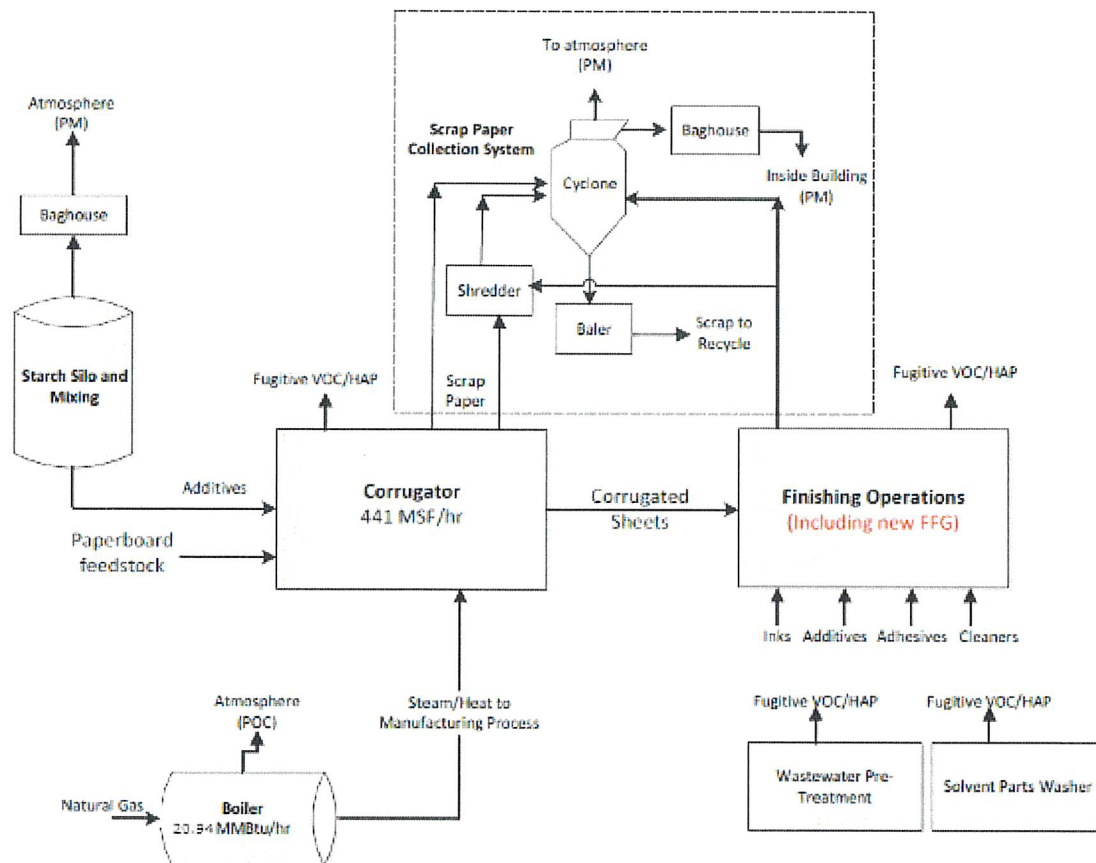 To atmosphere
(PM)
Atmosphere
(PM)
Scrap Paper
Collection System
Baghouse
Cyclone
Inside Building
(PM)
Baghouse
Shredder
Baler
Scrap to
Recycle
Starch Silo and
Mixing
Fugitive VOC/HAP
Scrap
Paper
Fugitive VOC/HAP
Additives
Corrugator
441 MSF/hr
Corrugated
Sheets
Finishing Operations
(Including new FFG)
Paperboard
feedstock
Inks
Additives
Adhesives
Cleaners
Atmosphere
(POC)
Steam/Heat to
Manufacturing Process
Fugitive VOC/HAP
Fugitive VOC/HAP
Natural Gas
Boiler
20.94 MMBtu/hr
Wastewater Pre-
Treatment
Solvent Parts Washer